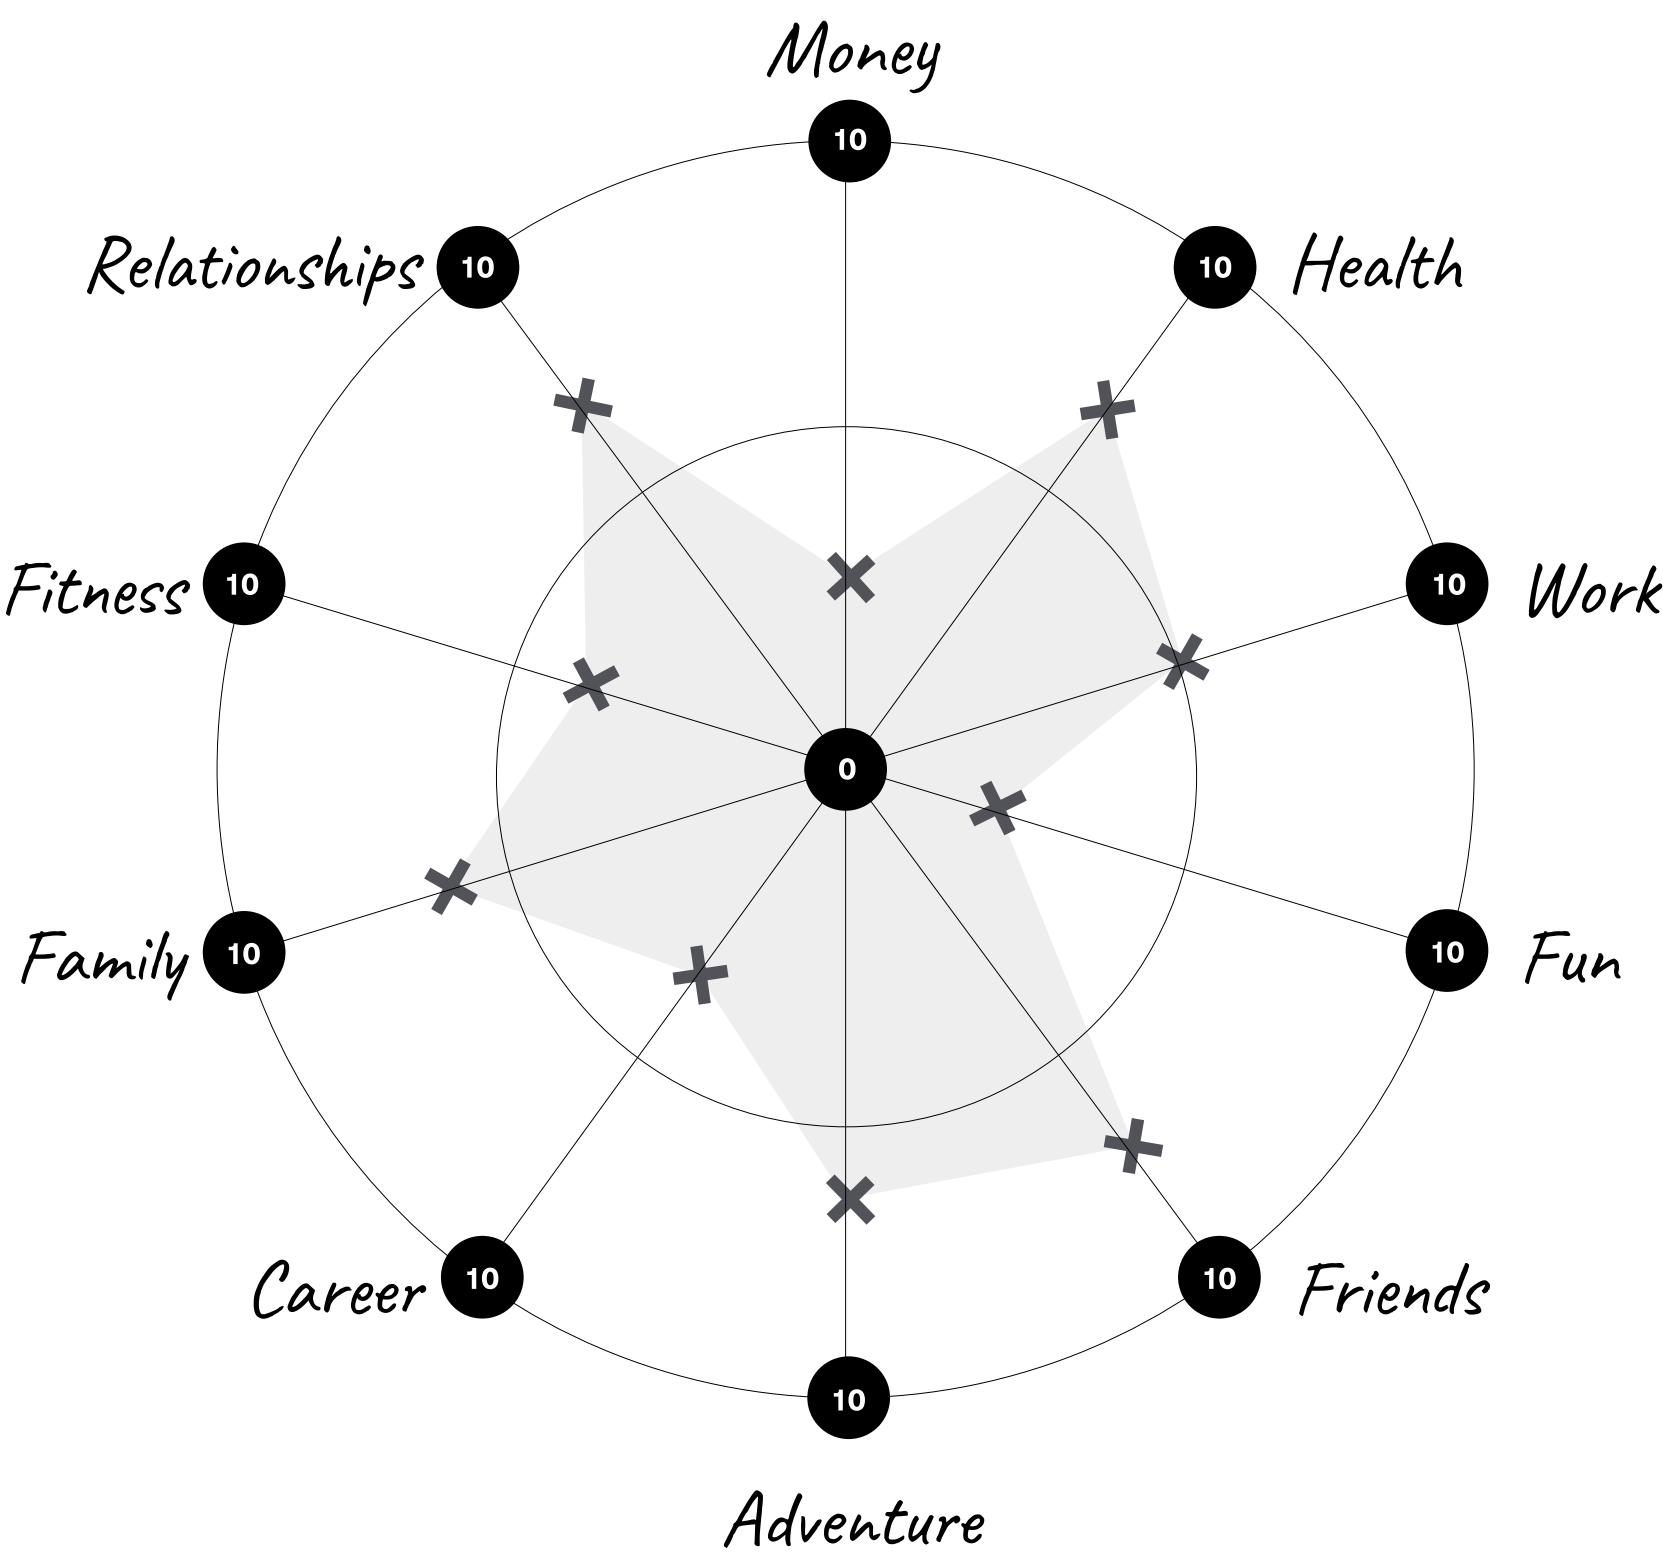 Money
10
Relationships 10
10 Health
Fitness 10
10 Work
0
Family 10
10 Fun
Career 10
10 Friends
10
Adventure